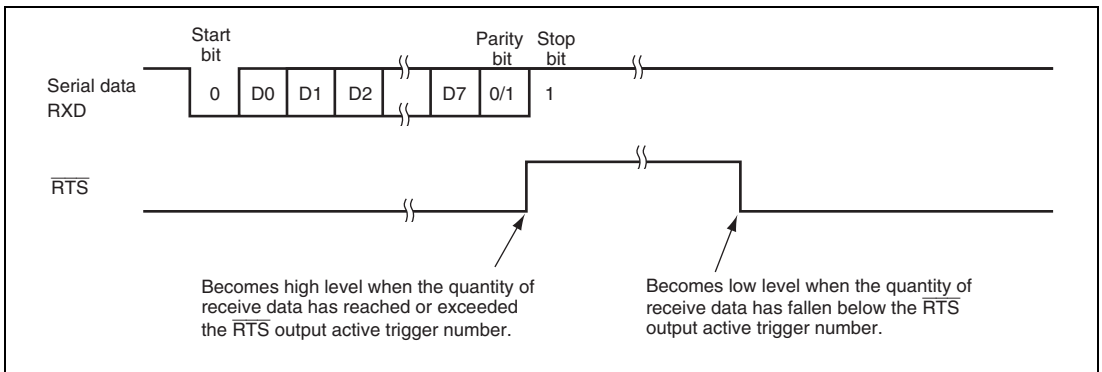 Start bit
Parity bit
Stop bit
Serial data RXD
0 D0 D1 D2 D7 0/1 1
RTS
Becomes high level when the quantity of
receive data has reached or exceeded
the RTS output active trigger number.
Becomes low level when the quantity of
receive data has fallen below the RTS
output active trigger number.